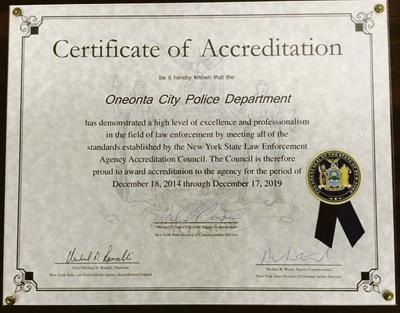 Certificate of Accreditation
be it hereby known that the
Oneonta City Police Department
has demonstrated a high level of excellence and professionalism
in the field of law enforcement by meeting all of the
standards established by the New York State Law Enforcement
Agency Accreditation Council. The Council is therefore
proud to award accreditation to the agency for the period of
December 18, 2014 through December 17, 2019
Michael C. Green, Executive Deputy Commissioner
New York State Division of Criminal Justice Services
Chief Michael D. Ranalli, Chairman
New York State Law Enforcement Agency Accreditation Council
Michael R. Wood, Deputy Commissioner
New York State Division of Criminal Justice Services